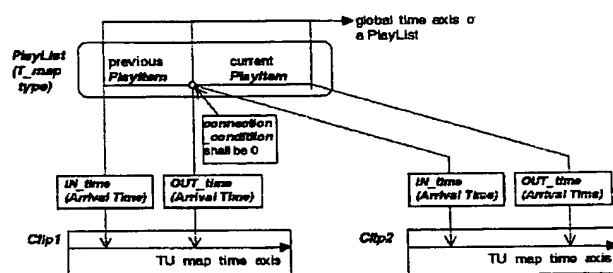 global time axis o
a PlayList
PlayList
(T_map
type)
previous
PlayItem
current
PlayItem
connection
_condition
shall be 0
IN_time
(Arrival Time)
OUT_time
(Arrival Time)
IN_time
(Arrival Time)
OUT_time
(Arrival Time)
Clip1
TU map time axis
Clip2
TU map time axis